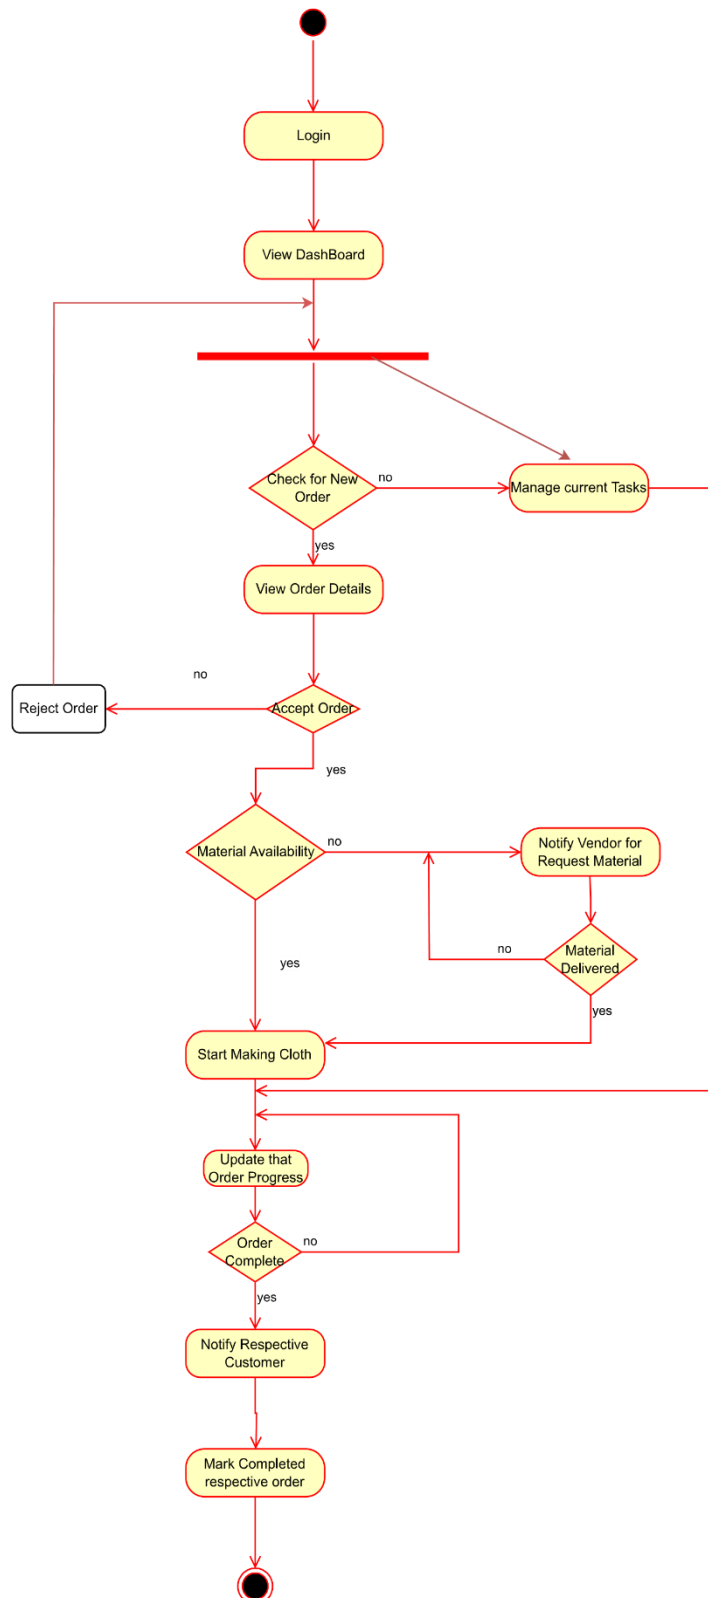 Login
View DashBoard
Check for New
Order
no
Manage current Tasks
yes
View Order Details
no
Reject Order
Accept Order
yes
Material Availability
no
Notify Vendor for
Request Material
yes
no
Material
Delivered
yes
Start Making Cloth
Update that
Order Progress
Order
Complete
no
yes
Notify Respective
Customer
Mark Completed
respective order